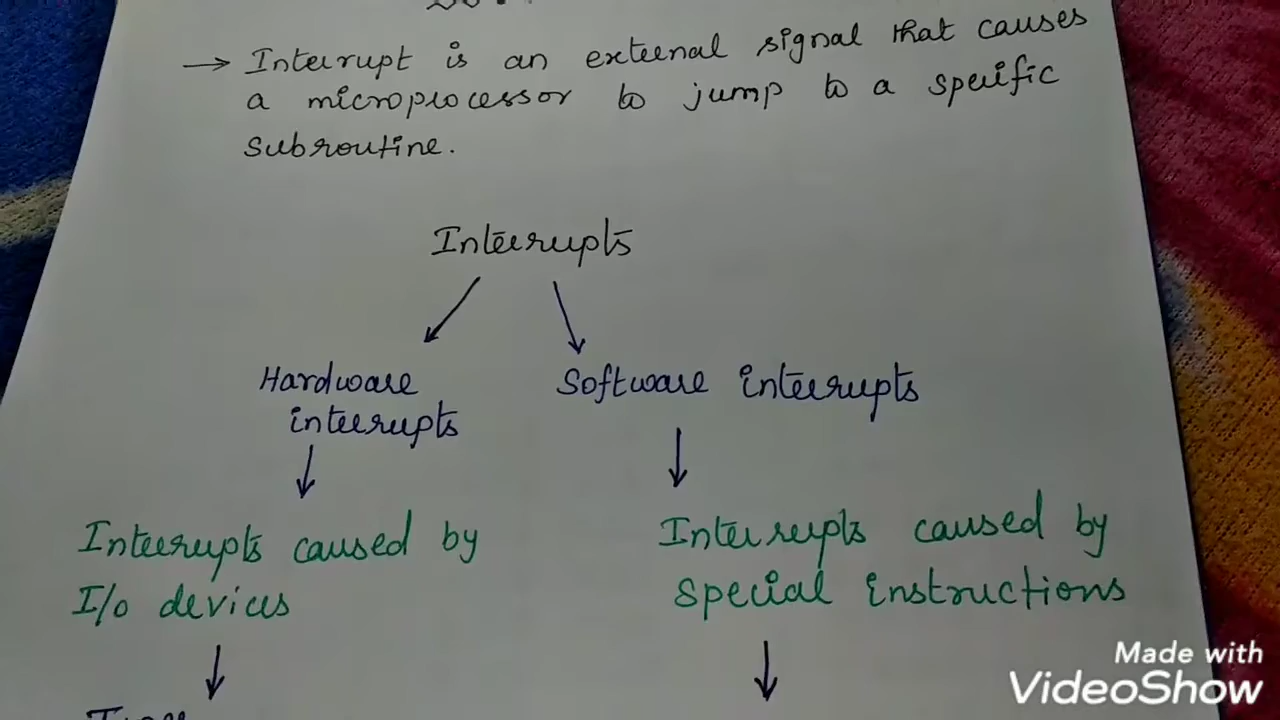 → Interrupt is an external signal that causes
a microprocessor to jump to a specific
subroutine.
Interrupts
Hardware
interrupts
Software interrupts
Interrupts caused by
I/o devices
Interrupts caused by
special instructions
Made with
VideoShow